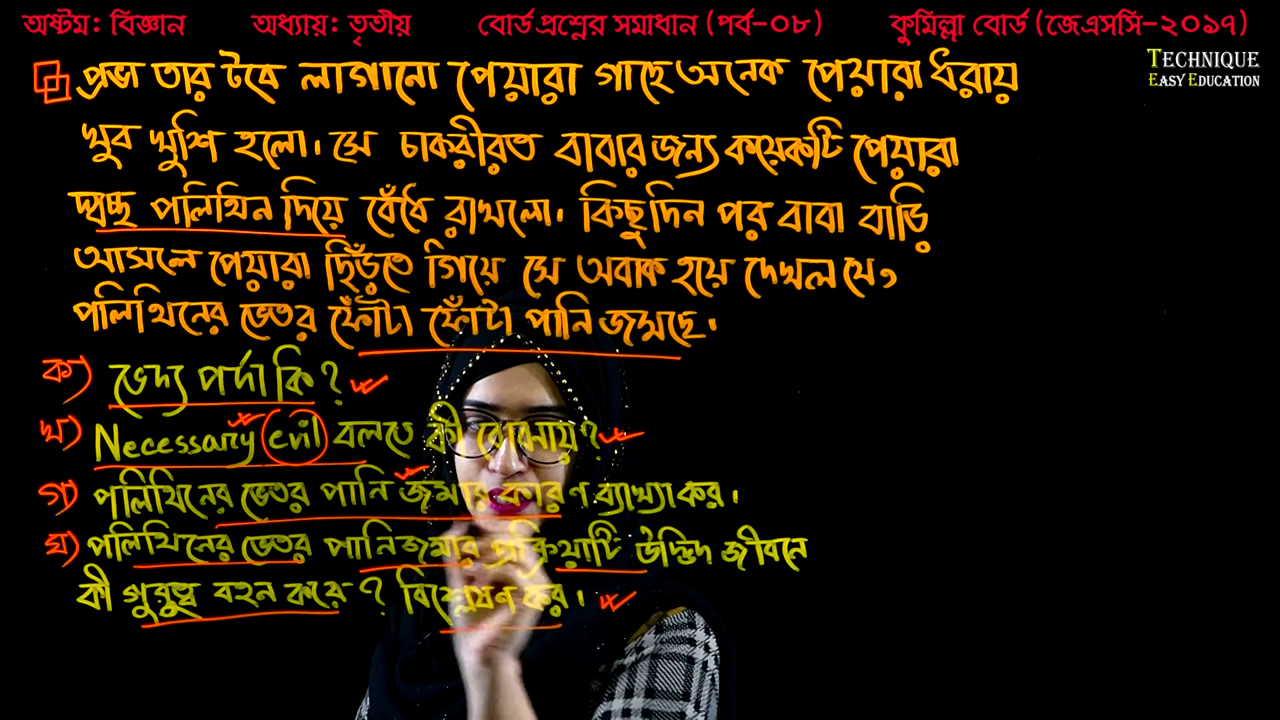 অষ্টম: বিজ্ঞান অধ্যায়: তৃতীয় বোর্ড প্রশ্নের সমাধান (পর্ব-০৮) কুমিল্লা বোর্ড (জেএসসি-২০১৭)
TECHNIQUE
EASY EDUCATION
প্রভা তার টবে লাগানো পেয়ারা গাছে অনেক পেয়ারা ধরায়
খুব খুশি হলো। সে চাকরীরত বাবার জন্য কয়েকটি পেয়ারা
স্বচ্ছ পলিথিন দিয়ে বেঁধে রাখলো। কিছুদিন পর বাবা বাড়ি
আসলে পেয়ারা ছিঁড়তে গিয়ে সে অবাক হয়ে দেখল যে,
পলিথিনের ভেতর ফোঁটা ফোঁটা পানি জমছে।
ক) ভেদ্য পর্দা কি?
খ) Necessary evil বলতে কী বোঝায়?
গ) পলিথিনের ভেতর পানি জমার কারণ ব্যাখ্যা কর।
ঘ) পলিথিনের ভেতর পানি জমার প্রক্রিয়াটি উদ্ভিদ জীবনে
কী গুরুত্ব বহন করে? বিশ্লেষণ কর।